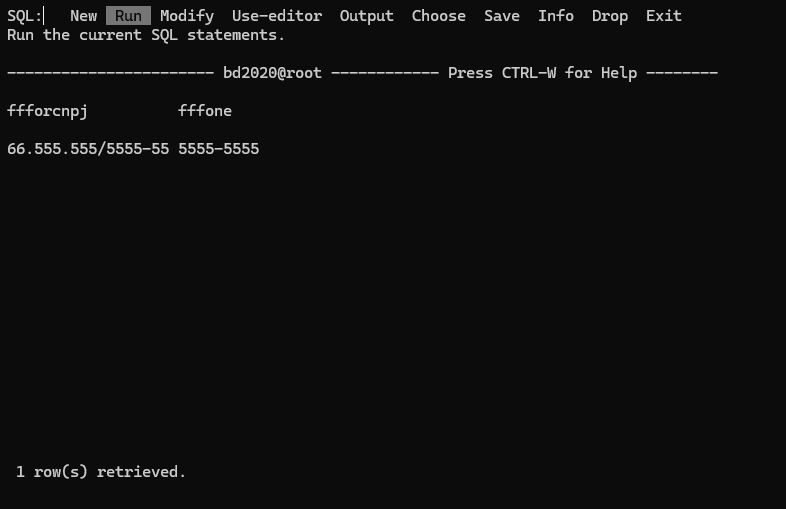 SQL:   New  Run  Modify  Use-editor  Output  Choose  Save  Info  Drop  Exit
Run the current SQL statements.
----------------------- bd2020@root ------------ Press CTRL-W for Help --------
ffforcnpj          fffone
66.555.555/5555-55 5555-5555
1 row(s) retrieved.